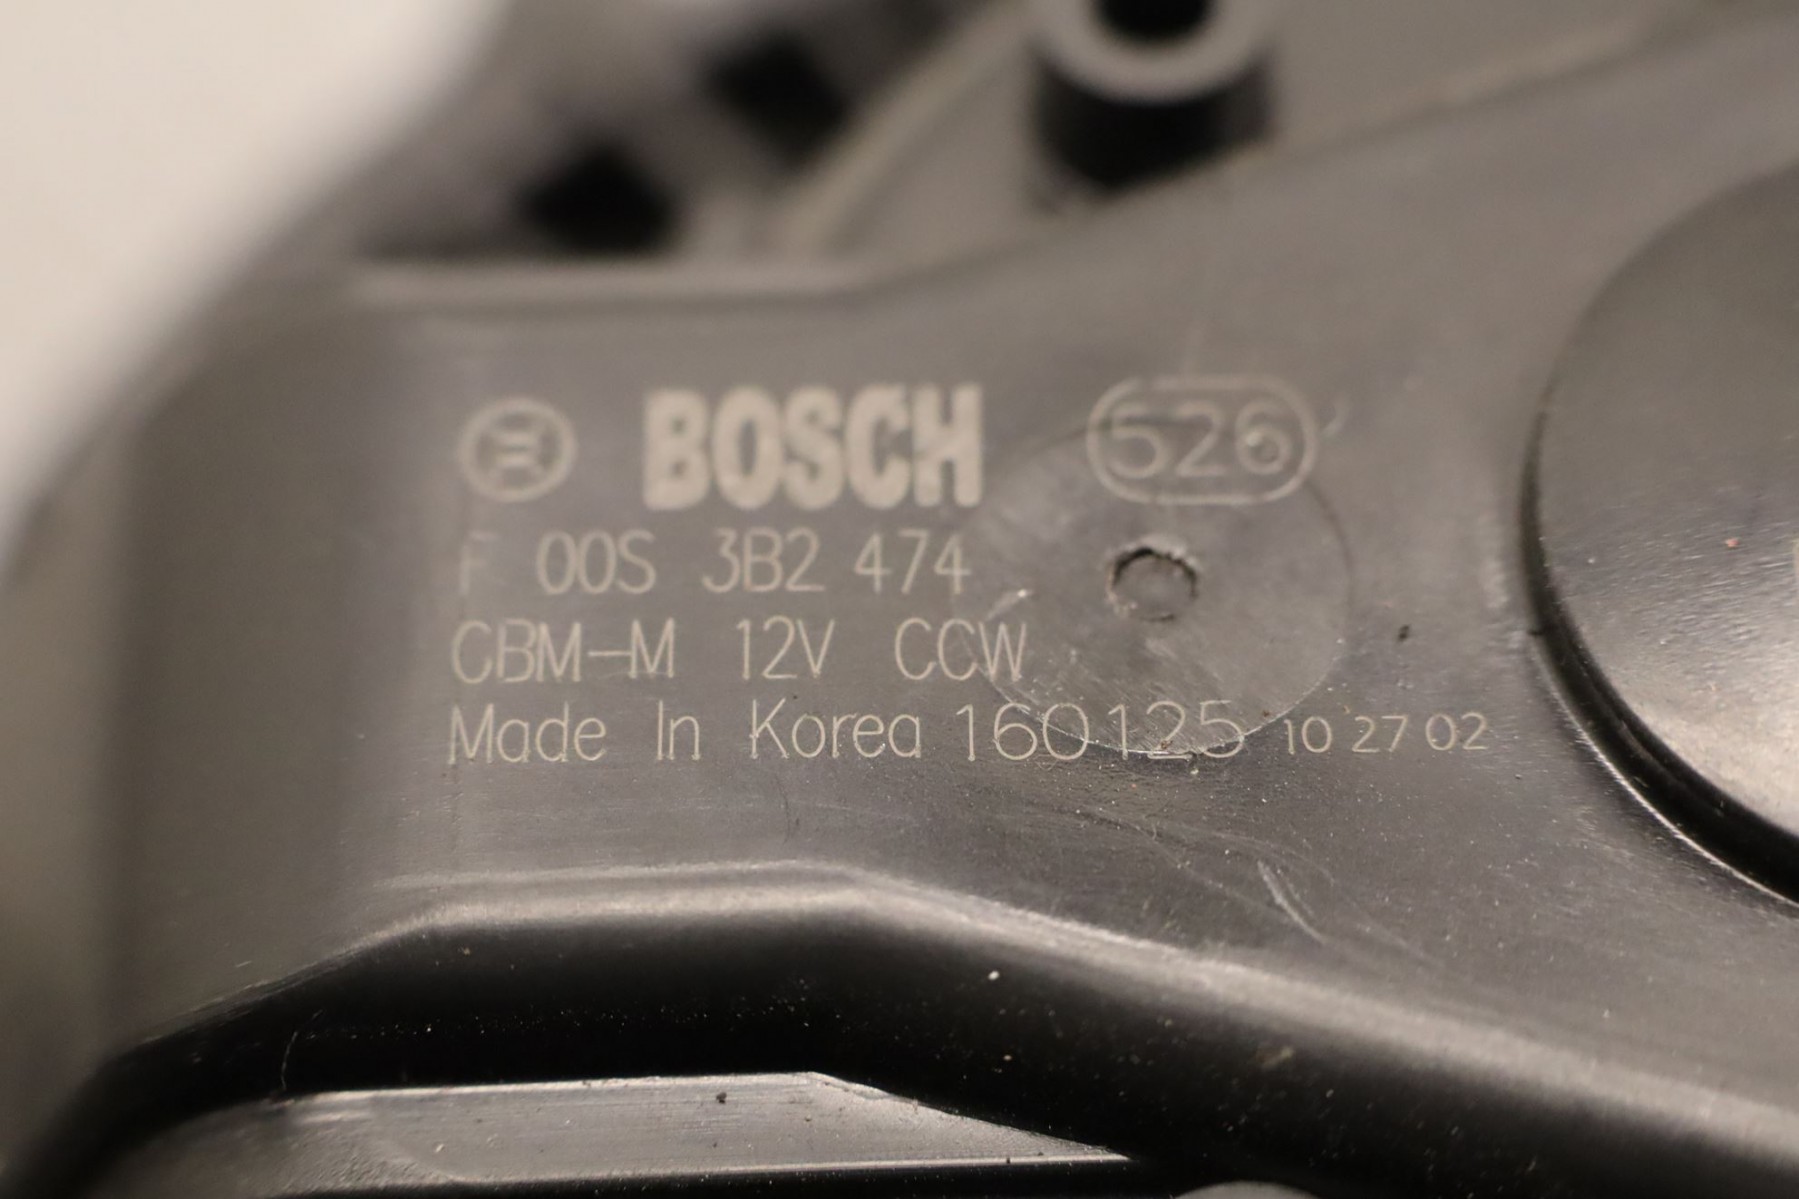 BOSCH 526
F 00S 3B2 474
CBM-M 12V CCW
Made In Korea 160125 10 27 02